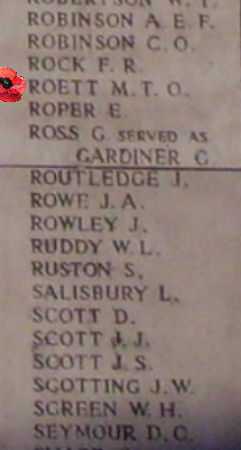 ROBERTSON W. T.
ROBINSON A. E. F.
ROBINSON C. O.
ROCK F. R.
ROETT M. T. O.
ROPER E.
ROSS G. SERVED AS
GARDINER G.
ROUTLEDGE J.
ROWE J. A.
ROWLEY J.
RUDDY W. L.
RUSTON S.
SALISBURY L.
SCOTT D.
SCOTT J. J.
SCOTT J. S.
SCOTTING J. W.
SCREEN W. H.
SEYMOUR D. C.